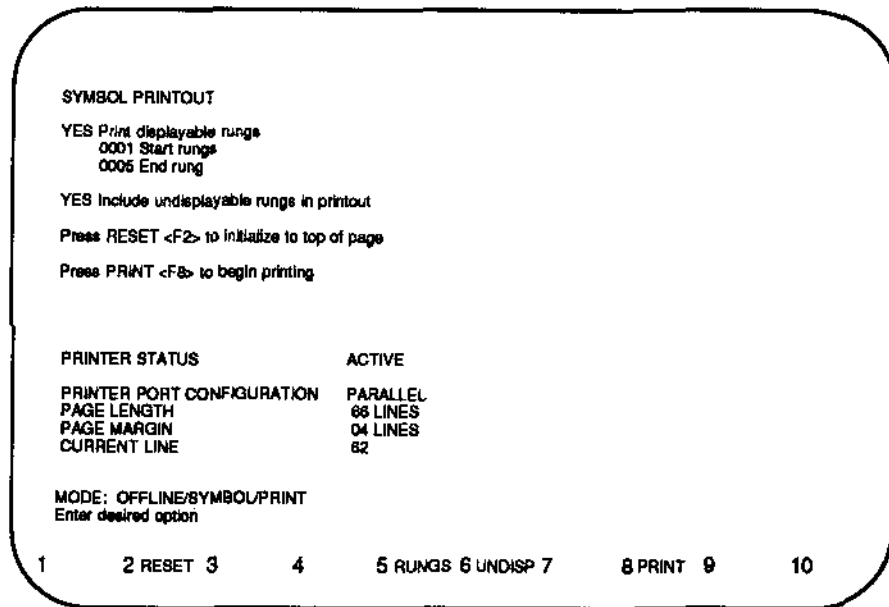 SYMBOL PRINTOUT
YES Print displayable rungs
0001 Start rungs
0005 End rung
YES Include undisplayable rungs in printout
Press RESET <F2> to initialize to top of page
Press PRINT <F8> to begin printing
PRINTER STATUS ACTIVE
PRINTER PORT CONFIGURATION PARALLEL
PAGE LENGTH 66 LINES
PAGE MARGIN 04 LINES
CURRENT LINE 62
MODE: OFFLINE/SYMBOL/PRINT
Enter desired option
1 2 RESET 3 4 5 RUNGS 6 UNDISP 7 8 PRINT 9 10